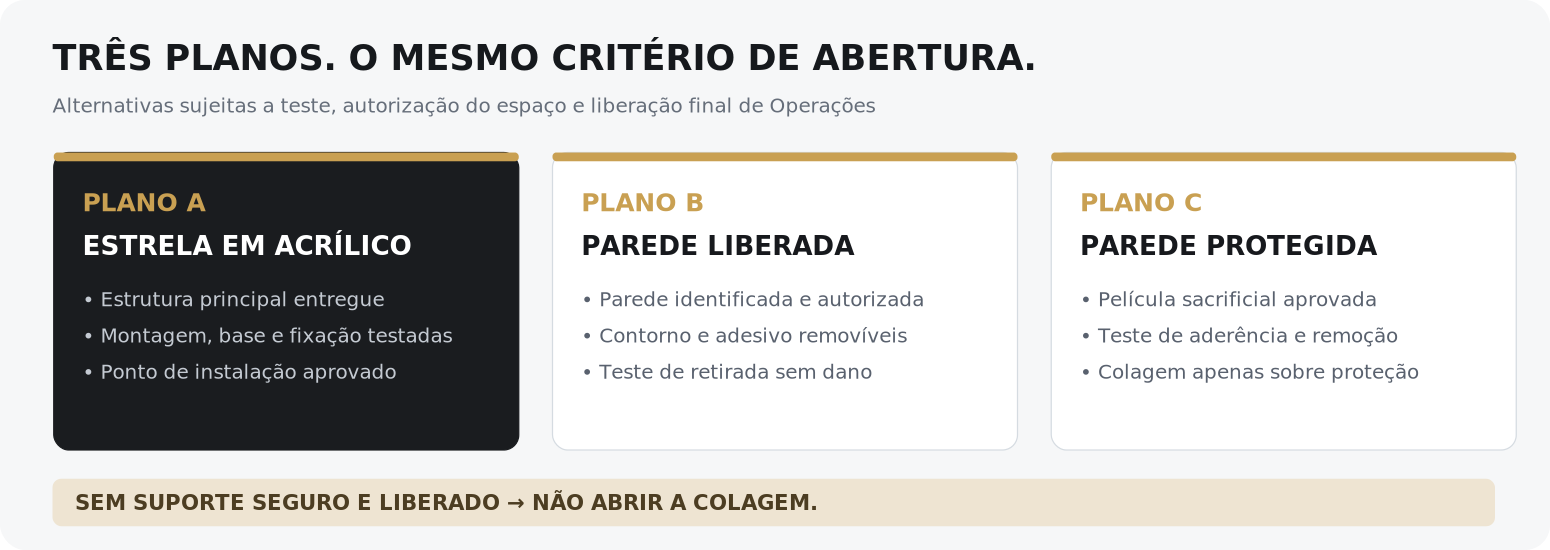 TRÊS PLANOS. O MESMO CRITÉRIO DE ABERTURA.
Alternativas sujeitas a teste, autorização do espaço e liberação final de Operações
PLANO A
ESTRELA EM ACRÍLICO
• Estrutura principal entregue
• Montagem, base e fixação testadas
• Ponto de instalação aprovado
PLANO B
PAREDE LIBERADA
• Parede identificada e autorizada
• Contorno e adesivo removíveis
• Teste de retirada sem dano
PLANO C
PAREDE PROTEGIDA
• Película sacrificial aprovada
• Teste de aderência e remoção
• Colagem apenas sobre proteção
SEM SUPORTE SEGURO E LIBERADO → NÃO ABRIR A COLAGEM.